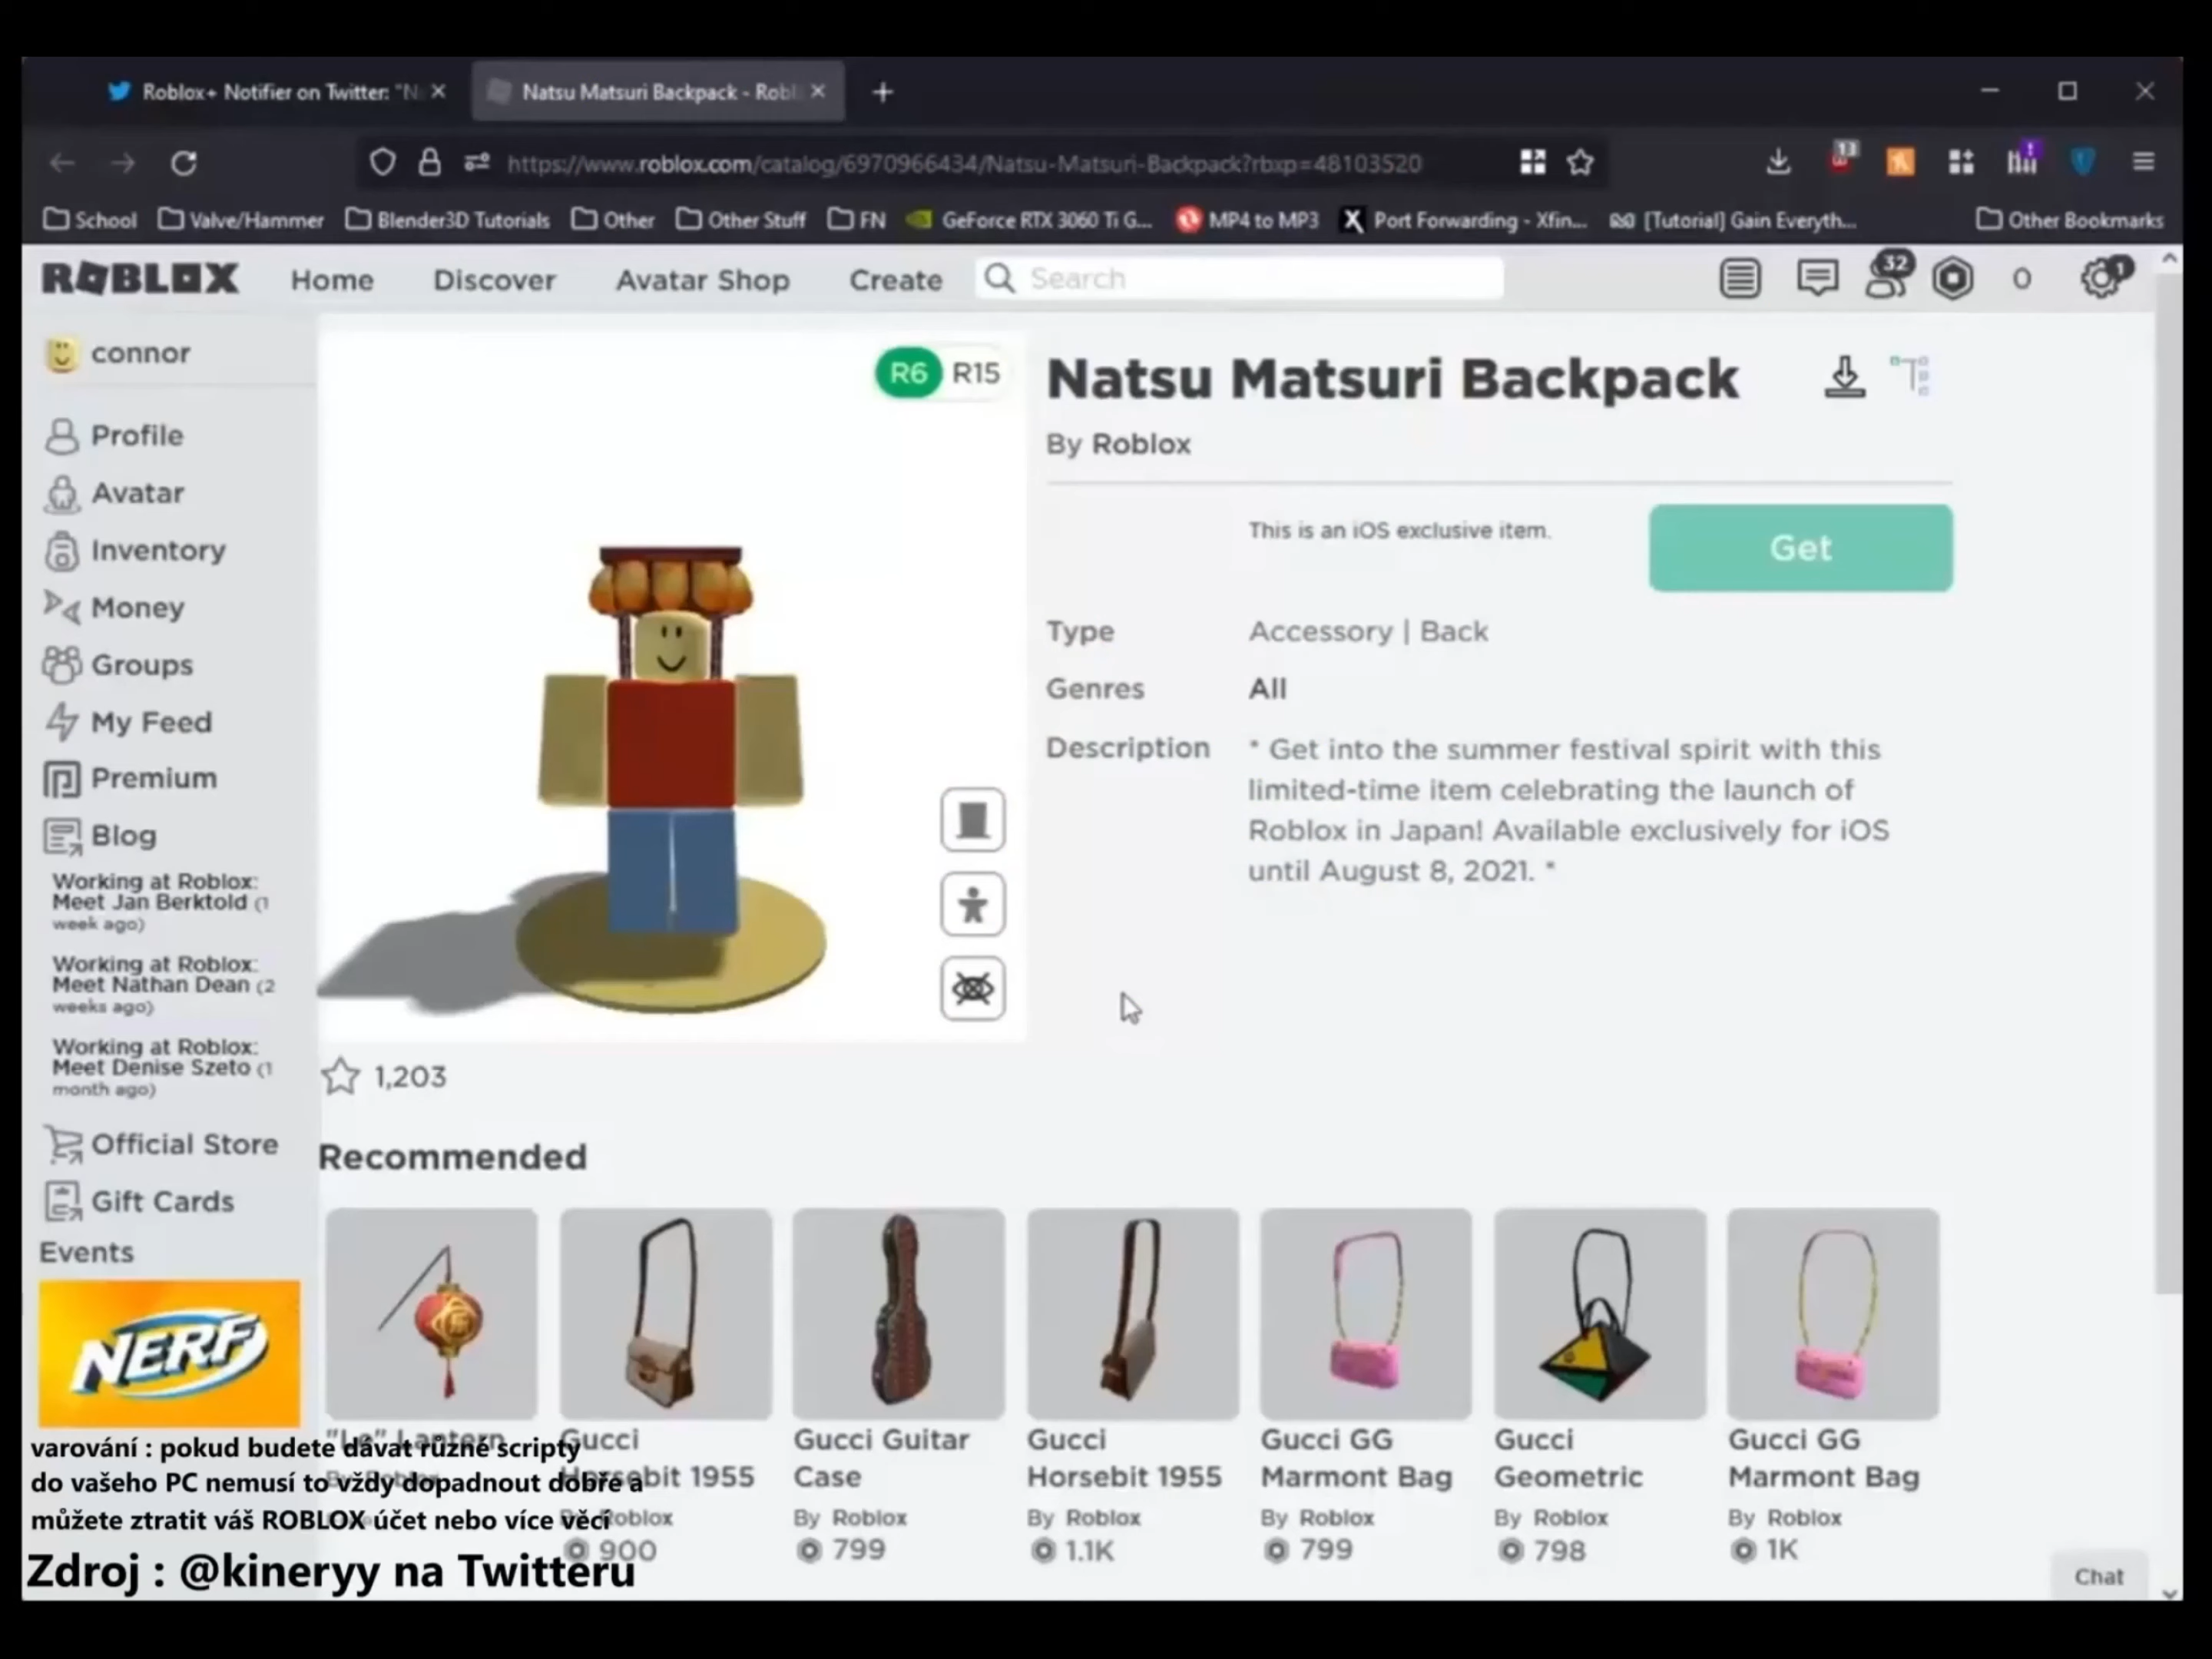 Roblox+ Notifier on Twitter: "N
Natsu Matsuri Backpack - Robl
https://www.roblox.com/catalog/6970966434/Natsu-Matsuri-Backpack?rbxp=48103520
13
School
Valve/Hammer
Blender3D Tutorials
Other
Other Stuff
FN
GeForce RTX 3060 Ti G...
MP4 to MP3
Port Forwarding - Xfin...
[Tutorial] Gain Everyth...
Other Bookmarks
ROBLOX
Home
Discover
Avatar Shop
Create
Search
32
0
1
connor
Profile
Avatar
Inventory
Money
Groups
My Feed
Premium
Blog
Working at Roblox:
Meet Jan Berktold (1
week ago)
Working at Roblox:
Meet Nathan Dean (2
weeks ago)
Working at Roblox:
Meet Denise Szeto (1
month ago)
Official Store
Gift Cards
Events
NERF
R6 R15
Natsu Matsuri Backpack
By Roblox
This is an iOS exclusive item.
Get
Type
Accessory | Back
Genres
All
Description
* Get into the summer festival spirit with this
limited-time item celebrating the launch of
Roblox in Japan! Available exclusively for iOS
until August 8, 2021. *
1,203
Recommended
"Le" Lantern
Gucci
Horsebit 1955
By Roblox
900
Gucci Guitar
Case
By Roblox
799
Gucci
Horsebit 1955
By Roblox
1.1K
Gucci GG
Marmont Bag
By Roblox
799
Gucci
Geometric
By Roblox
798
Gucci GG
Marmont Bag
By Roblox
1K
varování : pokud budete dávat různé scripty
do vašeho PC nemusí to vždy dopadnout dobře a
můžete ztratit váš ROBLOX účet nebo více věcí
Zdroj : @kineryy na Twitteru
Chat